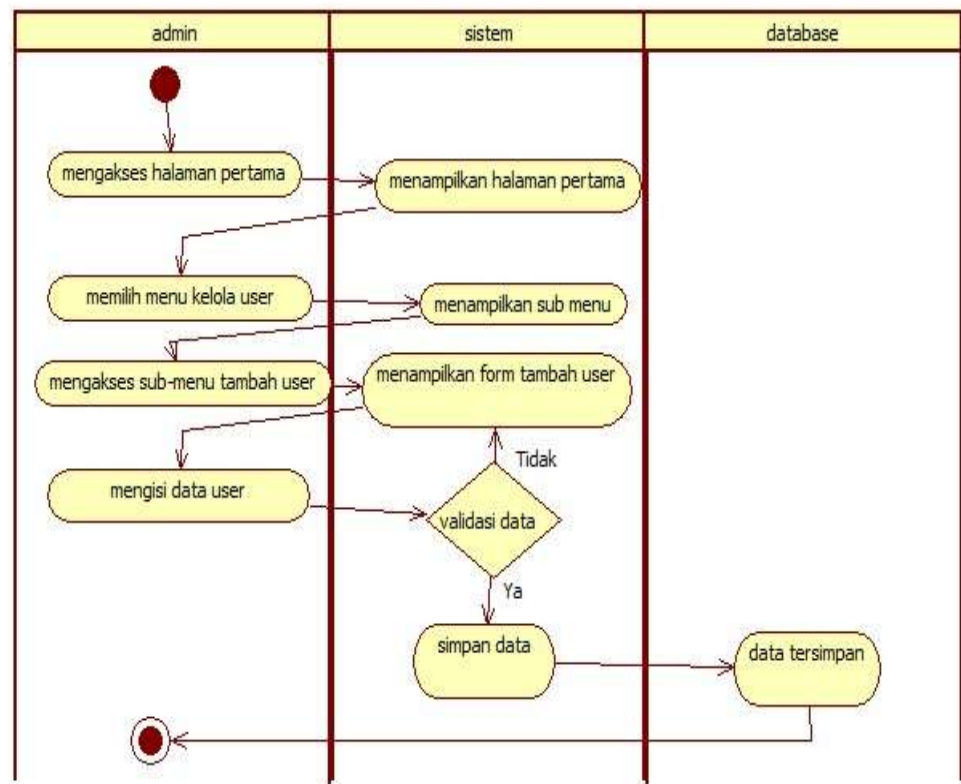 admin
sistem
database
mengakses halaman pertama
menampilkan halaman pertama
memilih menu kelola user
menampilkan sub menu
mengakses sub-menu tambah user
menampilkan form tambah user
Tidak
mengisi data user
validasi data
Ya
simpan data
data tersimpan